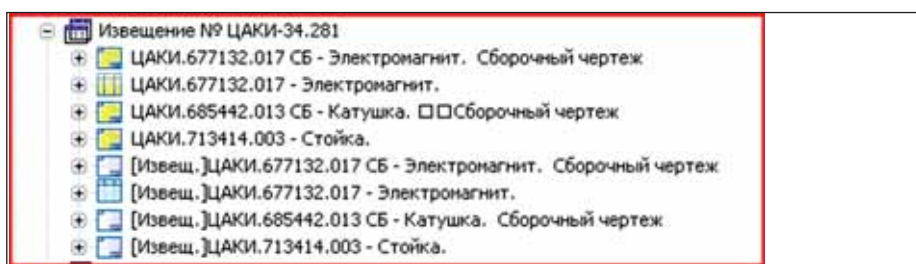 Извещение № ЦАКИ-34.281
ЦАКИ.677132.017 СБ - Электромагнит. Сборочный чертеж
ЦАКИ.677132.017 - Электромагнит.
ЦАКИ.685442.013 СБ - Катушка. □□Сборочный чертеж
ЦАКИ.713414.003 - Стойка.
[Извещ.]ЦАКИ.677132.017 СБ - Электромагнит. Сборочный чертеж
[Извещ.]ЦАКИ.677132.017 - Электромагнит.
[Извещ.]ЦАКИ.685442.013 СБ - Катушка. Сборочный чертеж
[Извещ.]ЦАКИ.713414.003 - Стойка.